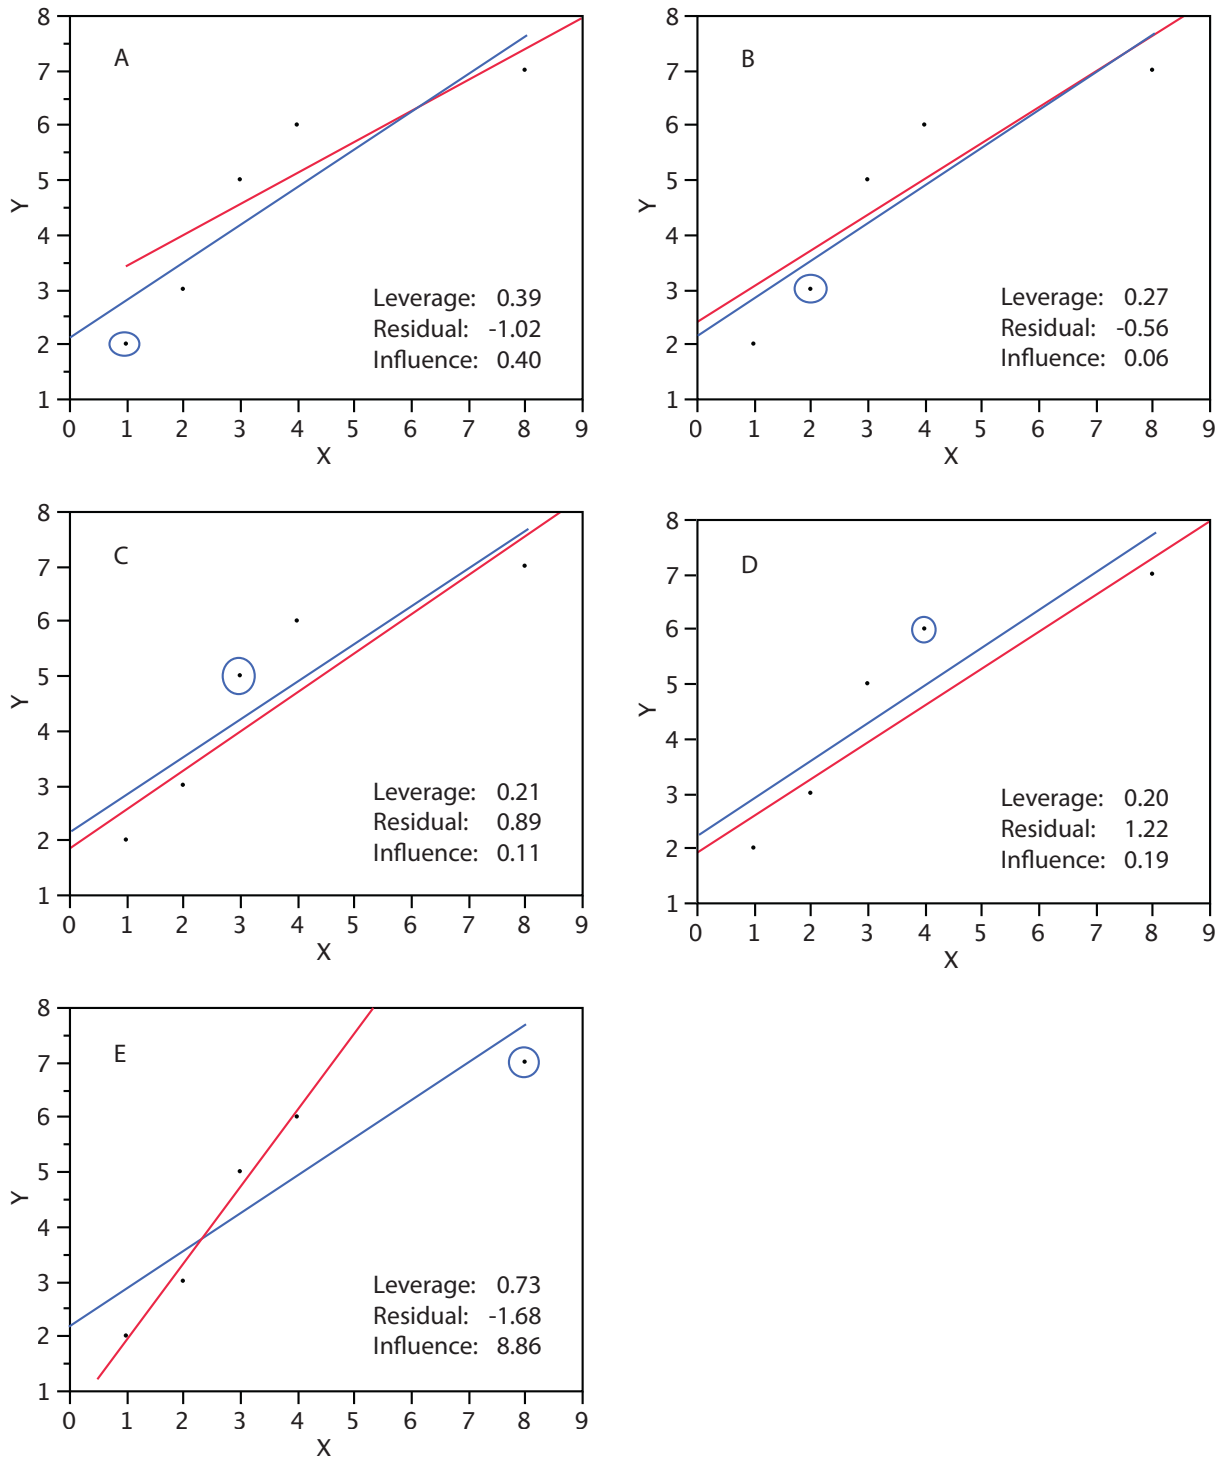 8
A
7
6
5
Y
4
3
Leverage: 0.39
Residual: -1.02
2
Influence: 0.40
1
0 1 2 3 4 5 6 7 8 9
X
8
B
7
6
5
Y
4
3
Leverage: 0.27
Residual: -0.56
2
Influence: 0.06
1
0 1 2 3 4 5 6 7 8 9
X
8
C
7
6
5
Y
4
3
Leverage: 0.21
Residual: 0.89
2
Influence: 0.11
1
0 1 2 3 4 5 6 7 8 9
X
8
D
7
6
5
Y
4
3
Leverage: 0.20
Residual: 1.22
2
Influence: 0.19
1
0 1 2 3 4 5 6 7 8 9
X
8
E
7
6
5
Y
4
3
Leverage: 0.73
Residual: -1.68
2
Influence: 8.86
1
0 1 2 3 4 5 6 7 8 9
X